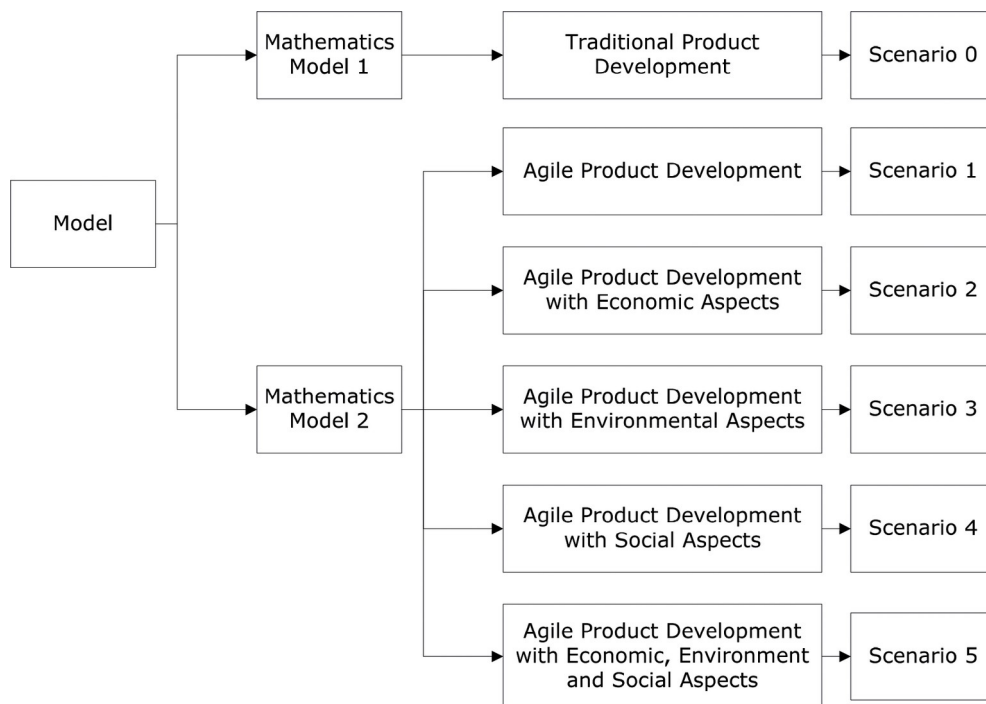 Model
Mathematics
Model 1
Traditional Product
Development
Scenario 0
Agile Product Development
Scenario 1
Agile Product Development
with Economic Aspects
Scenario 2
Mathematics
Model 2
Agile Product Development
with Environmental Aspects
Scenario 3
Agile Product Development
with Social Aspects
Scenario 4
Agile Product Development
with Economic, Environment
and Social Aspects
Scenario 5